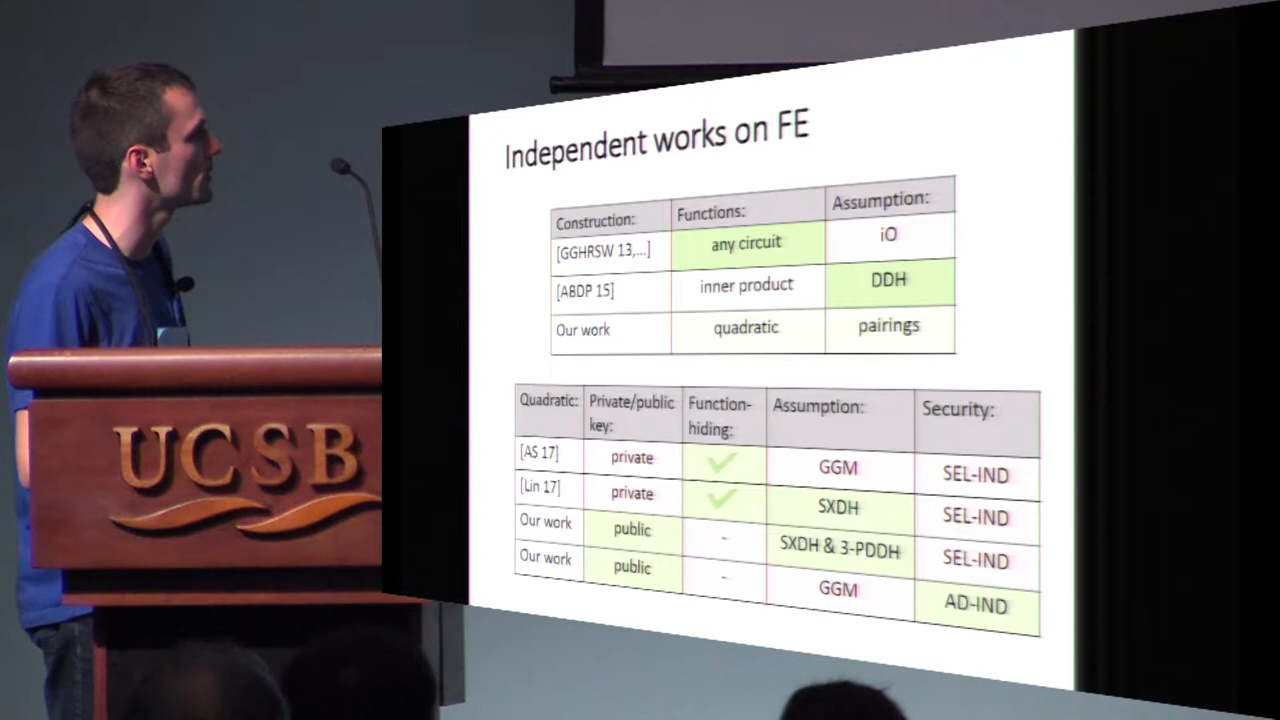 Independent works on FE
Construction: Functions: Assumption:
[GGHRSW 13,...] any circuit iO
[ABDP 15] inner product DDH
Our work quadratic pairings
Quadratic: Private/public key: Function-hiding: Assumption: Security:
[AS 17] private ✓ GGM SEL-IND
[Lin 17] private ✓ SXDH SEL-IND
Our work public - SXDH & 3-PDDH SEL-IND
Our work public - GGM AD-IND
UCSB